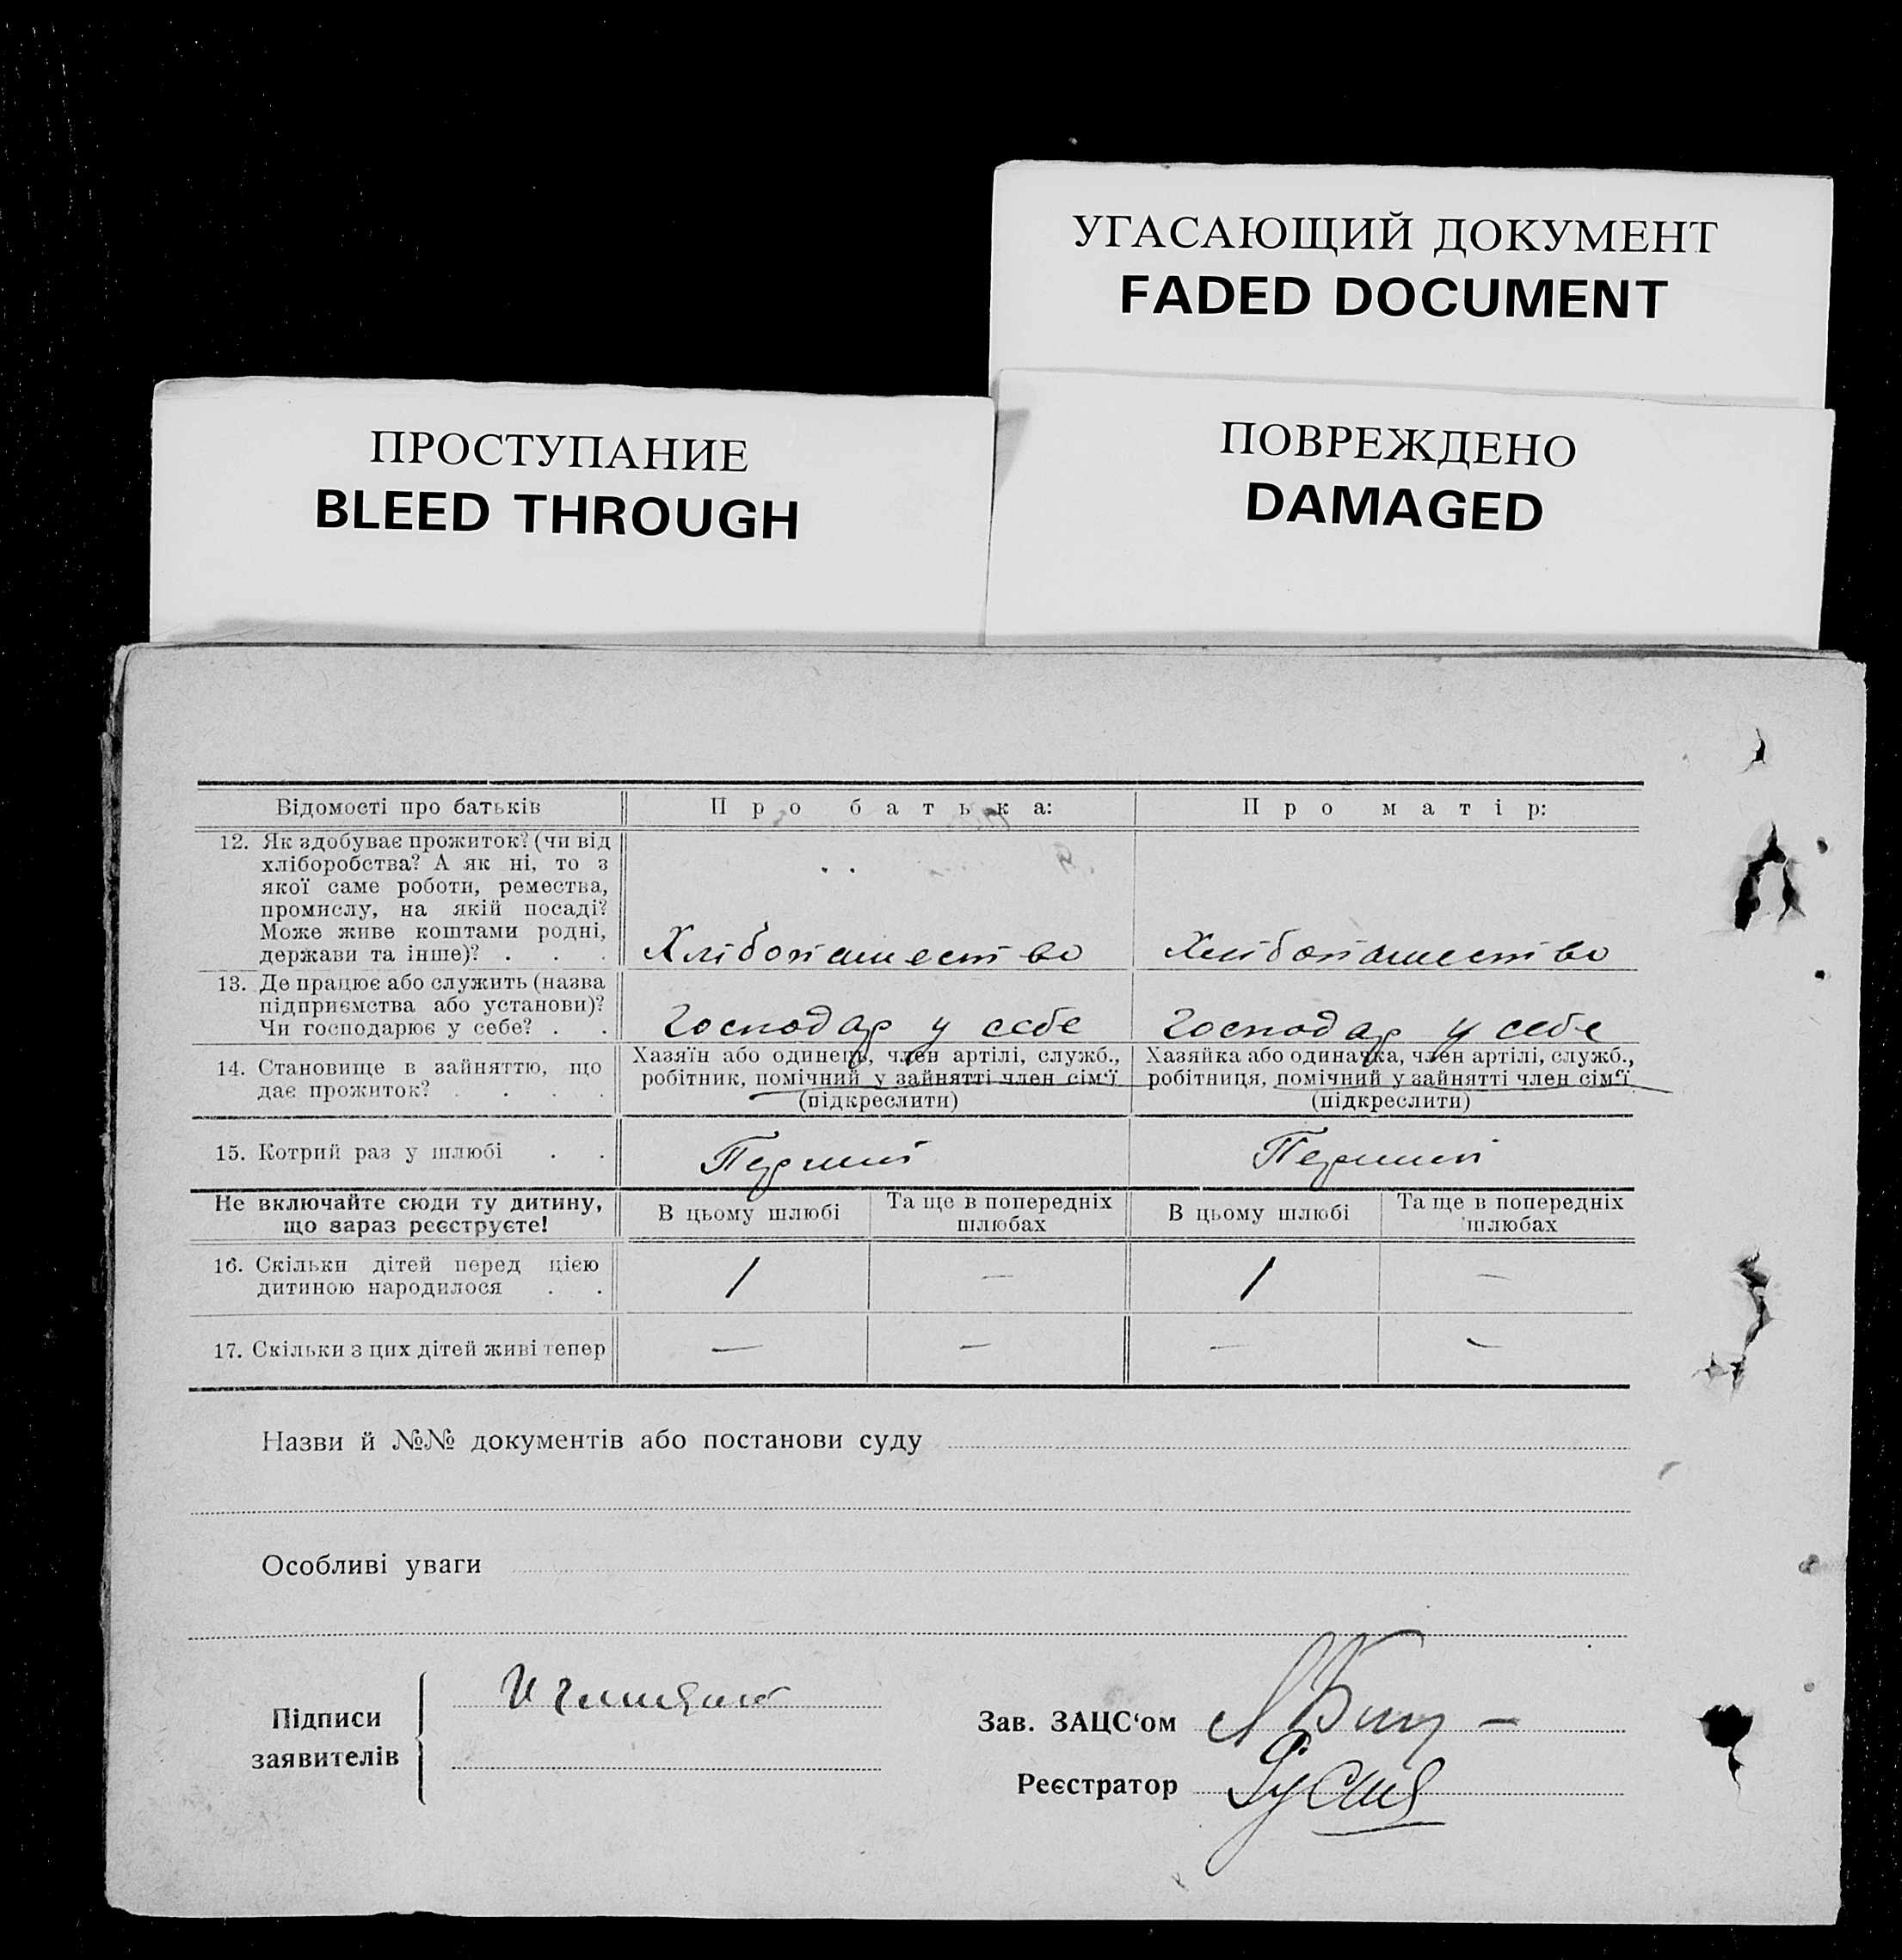 УГАСАЮЩИЙ ДОКУМЕНТ
FADED DOCUMENT
ПРОСТУПАНИЕ
BLEED THROUGH
ПОВРЕЖДЕНО
DAMAGED
Відомості про батьків
Про батька:
Про матір:
12. Як здобуває прожиток? (чи від
хліборобства? А як ні, то з
якої саме роботи, ремества,
промислу, на якій посаді?
Може живе коштами родні,
держави та інше)? . . .
Хлібопашество
Хлібопашество
13. Де працює або служить (назва
підприємства або установи)?
Чи господарює у себе? . .
Господар у себе
Господар у себе
14. Становище в зайняттю, що
дає прожиток? . . . .
Хазяїн або одинець, член артілі, служб.,
робітник, помічний у зайнятті член сім'ї
(підкреслити)
Хазяйка або одиначка, член артілі, служб.,
робітниця, помічний у зайнятті член сім'ї
(підкреслити)
15. Котрий раз у шлюбі . .
Перший
Перший
Не включайте сюди ту дитину,
що зараз реєструєте!
В цьому шлюбі
Та ще в попередніх
шлюбах
В цьому шлюбі
Та ще в попередніх
шлюбах
16. Скільки дітей перед цією
дитиною народилося . .
1
—
1
—
17. Скільки з цих дітей живі тепер
—
—
—
—
Назви й №№ документів або постанови суду
Особливі уваги
Підписи
заявителів
Зав. ЗАЦС'ом
Реєстратор